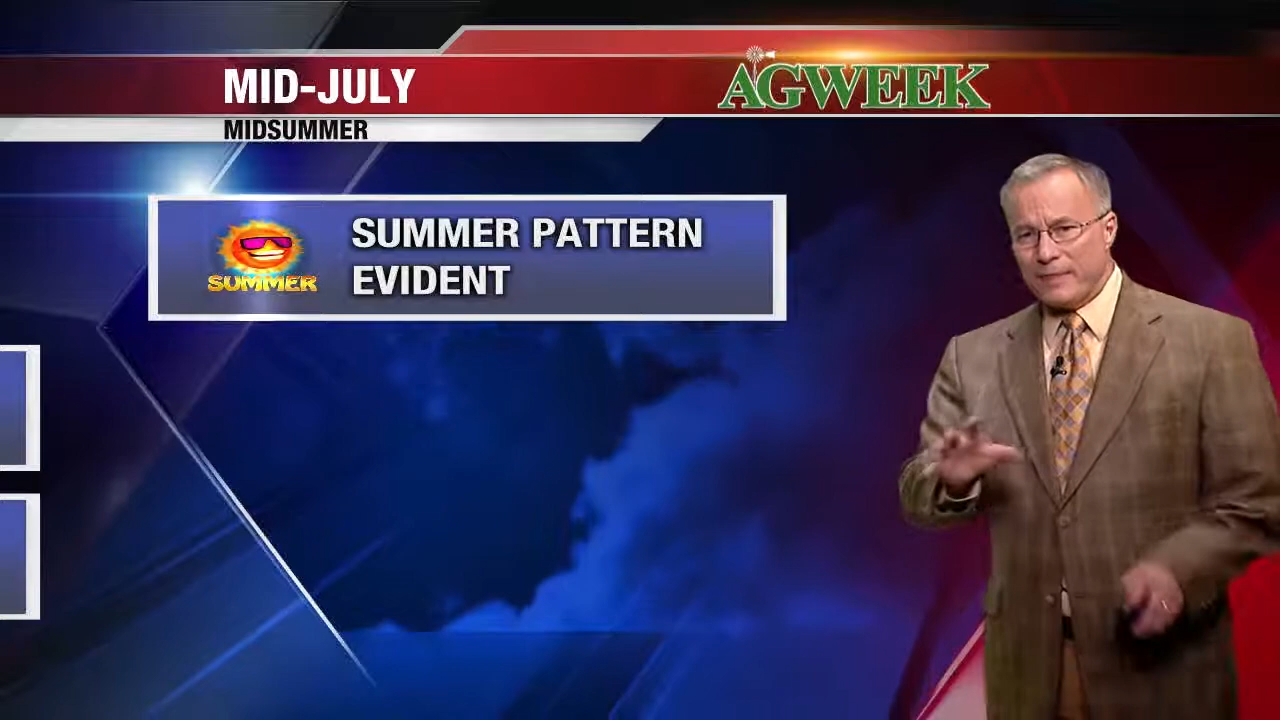 MID-JULY
AGWEEK
MIDSUMMER
SUMMER
SUMMER PATTERN
EVIDENT